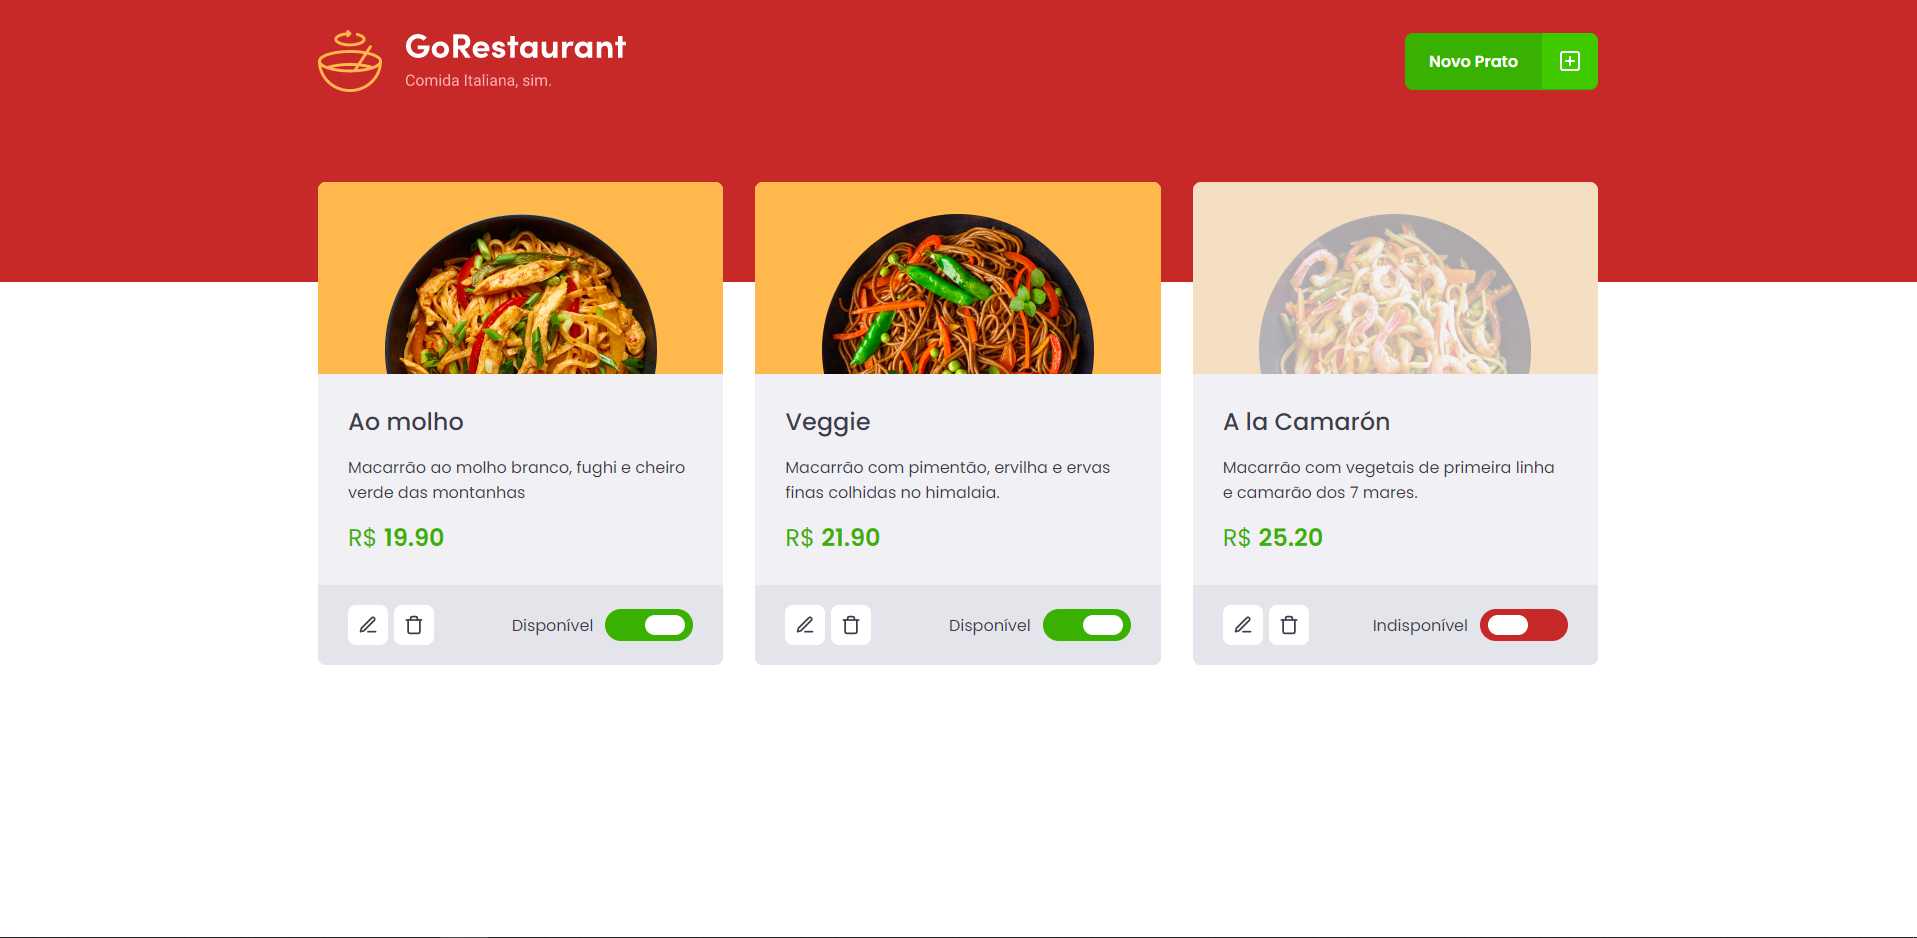 GoRestaurant
Comida Italiana, sim.
Novo Prato
Ao molho
Macarrão ao molho branco, fughi e cheiro
verde das montanhas
R$ 19.90
Disponível
Veggie
Macarrão com pimentão, ervilha e ervas
finas colhidas no himalaia.
R$ 21.90
Disponível
A la Camarón
Macarrão com vegetais de primeira linha
e camarão dos 7 mares.
R$ 25.20
Indisponível